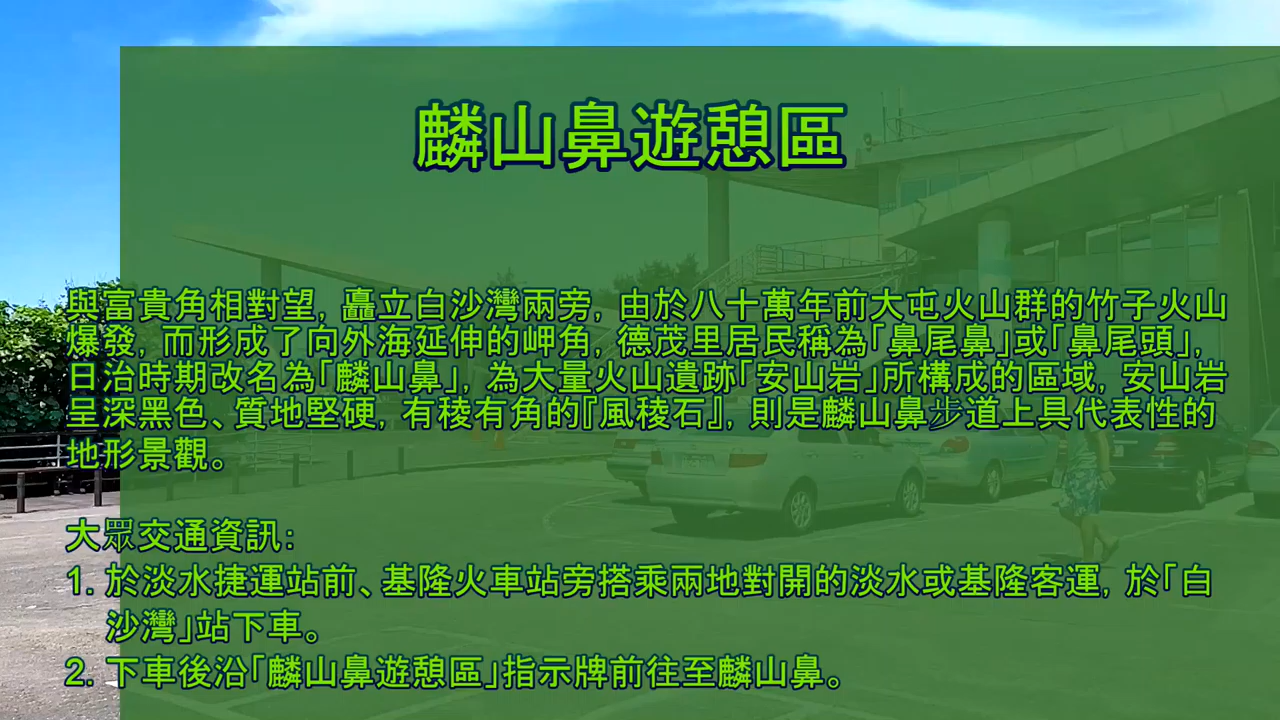 麟山鼻遊憩區
與富貴角相對望, 矗立白沙灣兩旁, 由於八十萬年前大屯火山群的竹子火山
爆發, 而形成了向外海延伸的岬角, 德茂里居民稱為「鼻尾鼻」或「鼻尾頭」,
日治時期改名為「麟山鼻」, 為大量火山遺跡「安山岩」所構成的區域, 安山岩
呈深黑色、質地堅硬, 有稜有角的『風稜石』, 則是麟山鼻步道上具代表性的
地形景觀。
大眾交通資訊:
1. 於淡水捷運站前、基隆火車站旁搭乘兩地對開的淡水或基隆客運, 於「白
沙灣」站下車。
2. 下車後沿「麟山鼻遊憩區」指示牌前往至麟山鼻。